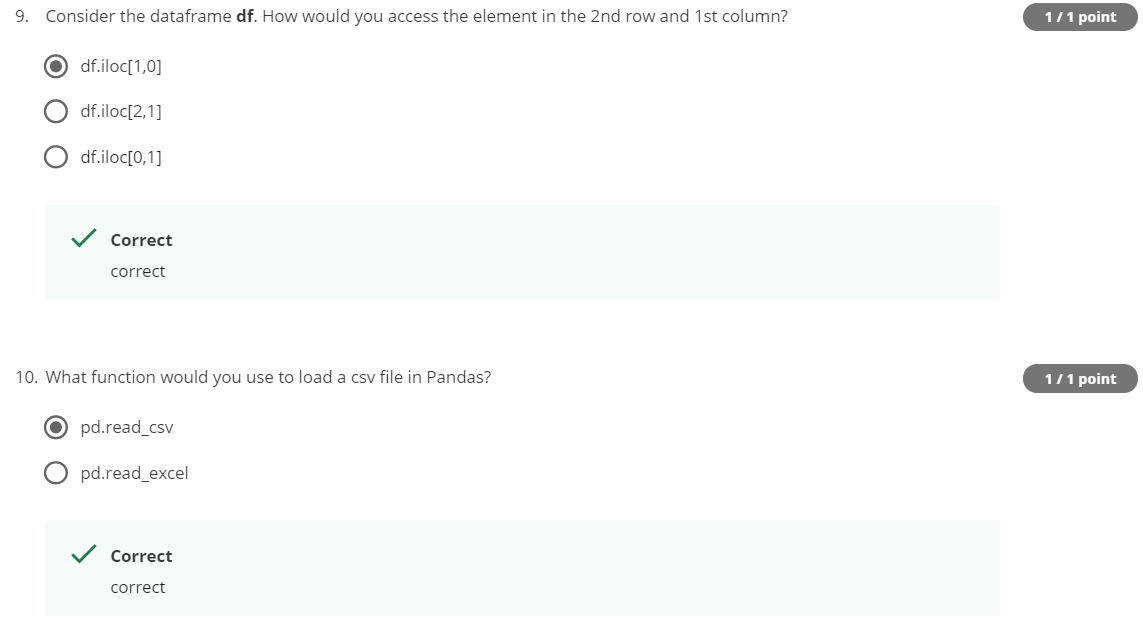 9. Consider the dataframe df. How would you access the element in the 2nd row and 1st column?
1 / 1 point
df.iloc[1,0]
df.iloc[2,1]
df.iloc[0,1]
Correct
correct
10. What function would you use to load a csv file in Pandas?
1 / 1 point
pd.read_csv
pd.read_excel
Correct
correct